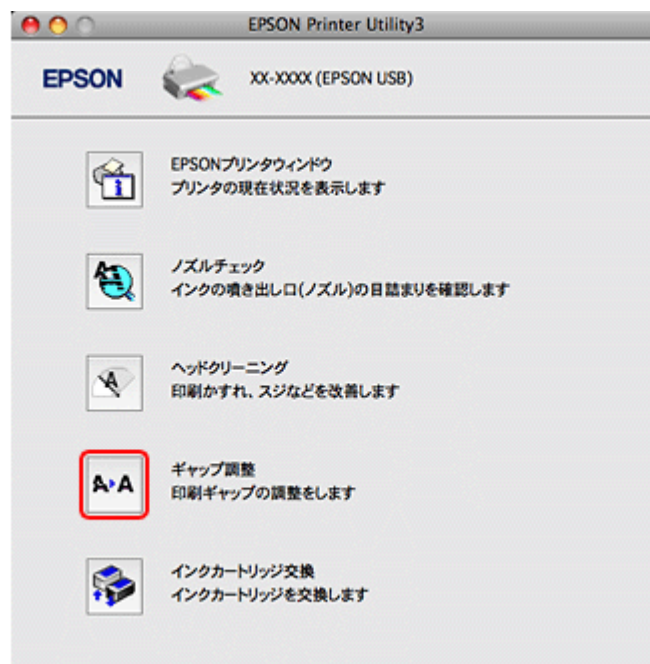 EPSON Printer Utility3
EPSON
XX-XXXX (EPSON USB)
EPSONプリンタウィンドウ
プリンタの現在状況を表示します
ノズルチェック
インクの噴き出し口(ノズル)の目詰まりを確認します
ヘッドクリーニング
印刷かすれ、スジなどを改善します
A▸A
ギャップ調整
印刷ギャップの調整をします
インクカートリッジ交換
インクカートリッジを交換します